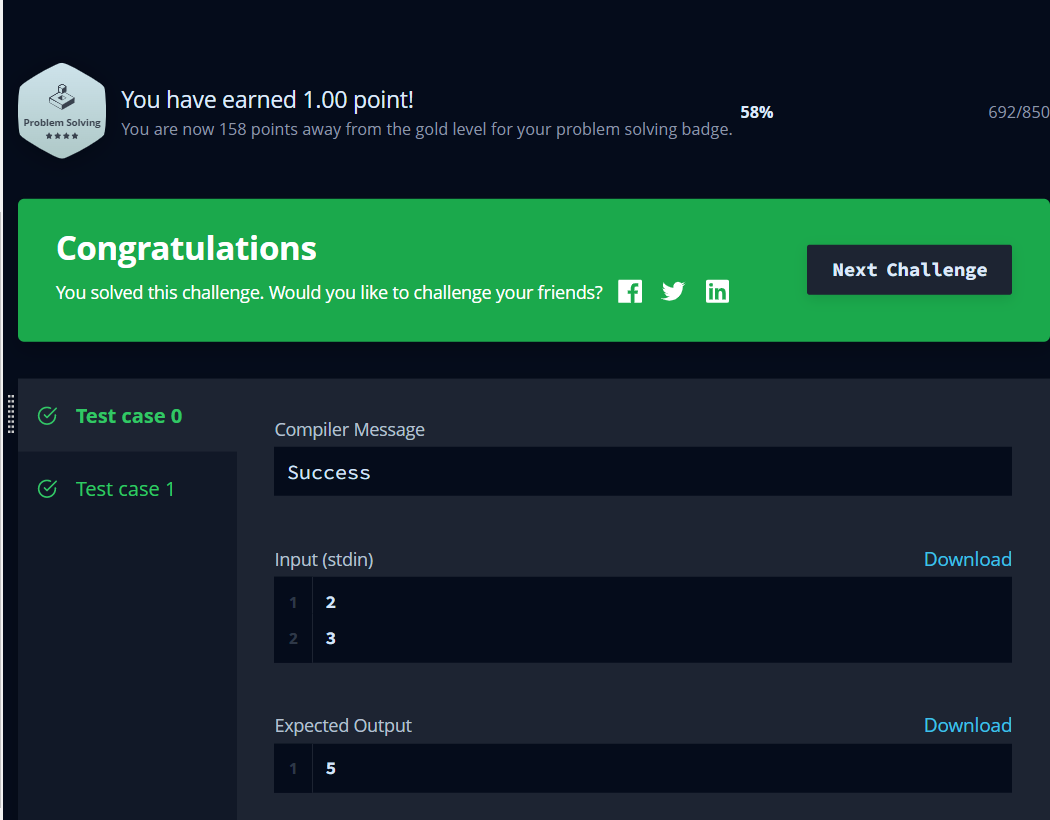 Problem Solving
You have earned 1.00 point!
You are now 158 points away from the gold level for your problem solving badge.
58%
692/850
Congratulations
You solved this challenge. Would you like to challenge your friends?
Next Challenge
Test case 0
Test case 1
Compiler Message
Success
Input (stdin)
Download
1 2
2 3
Expected Output
Download
1 5